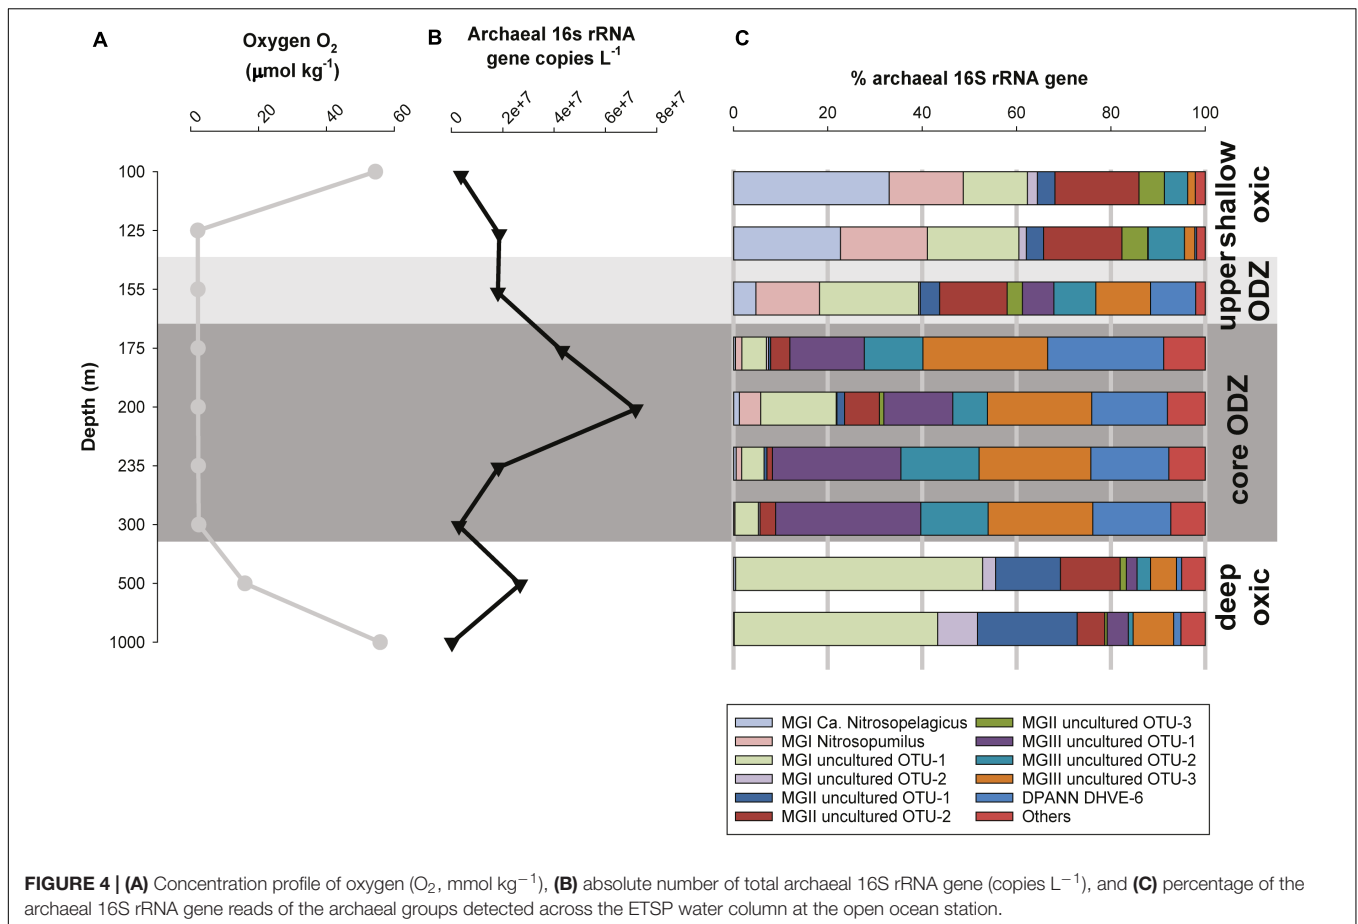 A
Oxygen O2
(μmol kg-1)
0 20 40 60
B
Archaeal 16s rRNA
gene copies L-1
0 2e+7 4e+7 6e+7 8e+7
C
% archaeal 16S rRNA gene
0 20 40 60 80 100
Depth (m)
100
125
155
175
200
235
300
500
1000
shallow
oxic
upper
ODZ
core ODZ
deep
oxic
MGI Ca. Nitrosopelagicus
MGI Nitrosopumilus
MGI uncultured OTU-1
MGI uncultured OTU-2
MGII uncultured OTU-1
MGII uncultured OTU-2
MGII uncultured OTU-3
MGIII uncultured OTU-1
MGIII uncultured OTU-2
MGIII uncultured OTU-3
DPANN DHVE-6
Others
FIGURE 4 | (A) Concentration profile of oxygen (O2, mmol kg−1), (B) absolute number of total archaeal 16S rRNA gene (copies L−1), and (C) percentage of the
archaeal 16S rRNA gene reads of the archaeal groups detected across the ETSP water column at the open ocean station.